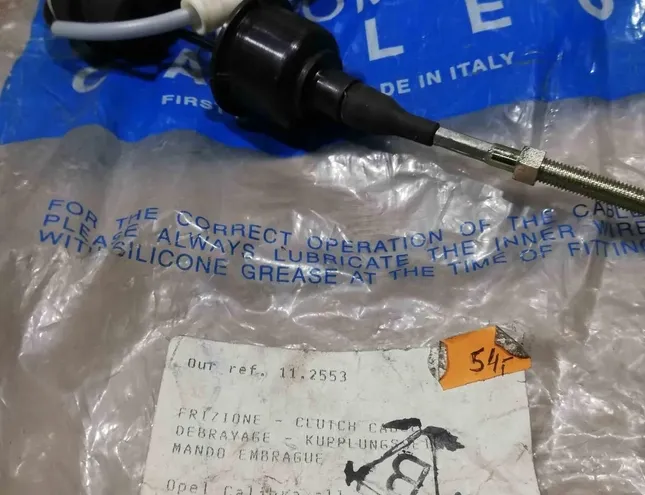 C A L E
FIRST DE IN ITALY
FOR THE CORRECT OPERATION OF THE CABLE
PLEASE ALWAYS LUBRICATE THE INNER WIRE
WITH SILICONE GREASE AT THE TIME OF FITTING
54,-
Our ref. 11.2553
FRIZIONE - CLUTCH CA
DEBRAYAGE - KUPPLUNGS
MANDO EMBRAGUE
B
Opel Calibra all